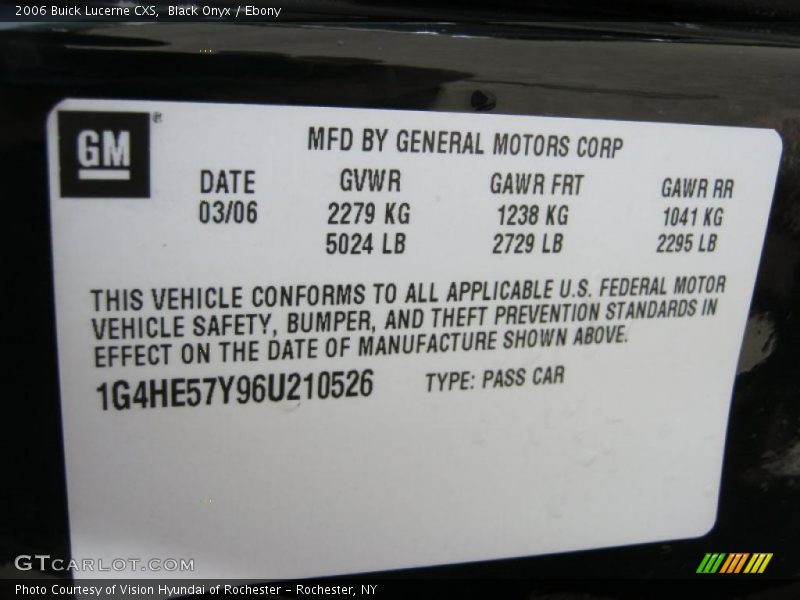 2006 Buick Lucerne CXS, Black Onyx / Ebony
GM®
MFD BY GENERAL MOTORS CORP
DATE GVWR GAWR FRT GAWR RR
03/06 2279 KG 1238 KG 1041 KG
5024 LB 2729 LB 2295 LB
THIS VEHICLE CONFORMS TO ALL APPLICABLE U.S. FEDERAL MOTOR
VEHICLE SAFETY, BUMPER, AND THEFT PREVENTION STANDARDS IN
EFFECT ON THE DATE OF MANUFACTURE SHOWN ABOVE.
1G4HE57Y96U210526 TYPE: PASS CAR
GTCARLOT.COM
Photo Courtesy of Vision Hyundai of Rochester – Rochester, NY